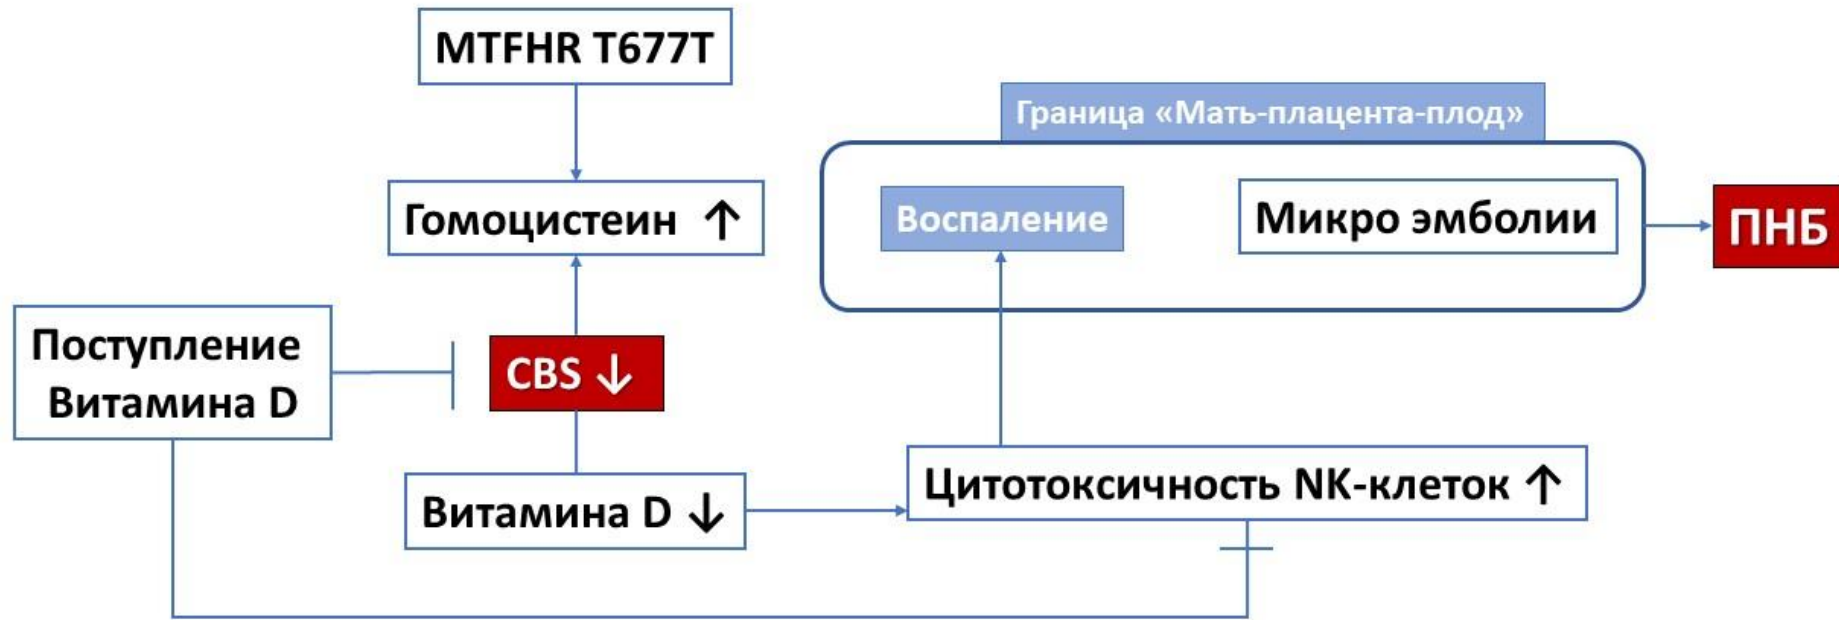 MTFHR T677T
Граница «Мать-плацента-плод»
Гомоцистеин ↑
Воспаление
Микро эмболии
ПНБ
Поступление
Витамина D
CBS ↓
Витамина D ↓
Цитотоксичность NK-клеток ↑